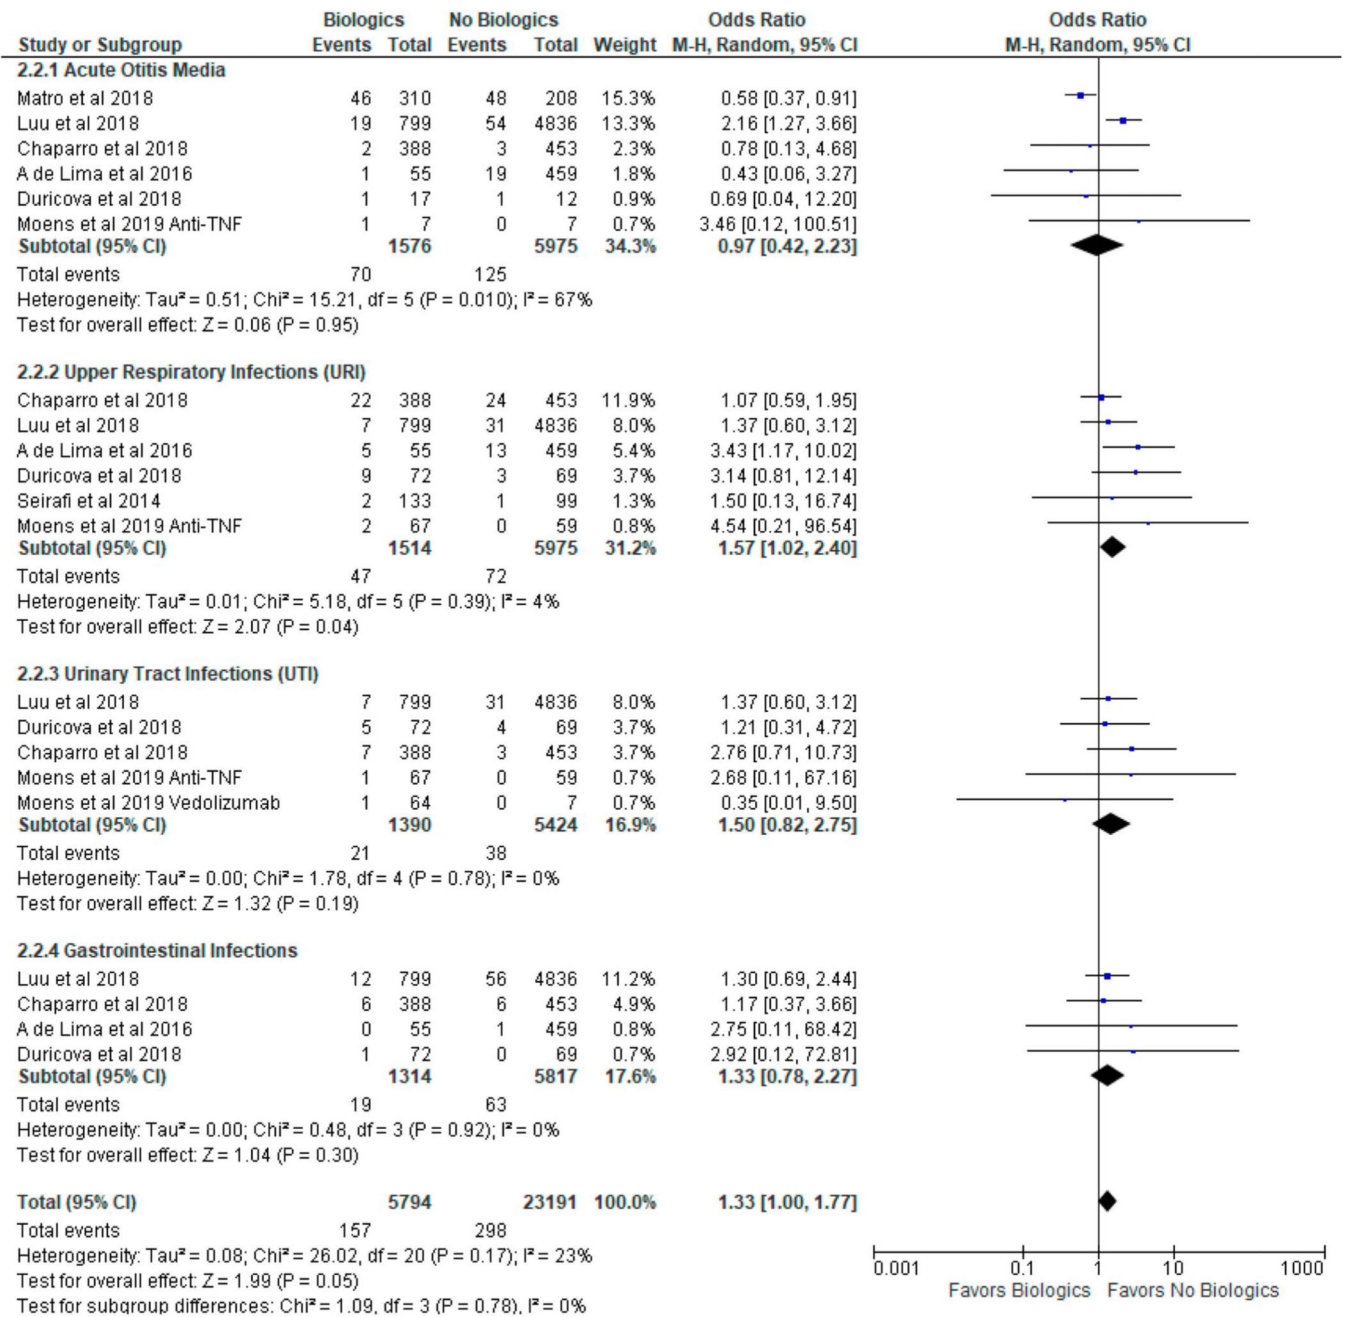 Biologics No Biologics Odds Ratio Odds Ratio
Study or Subgroup Events Total Events Total Weight M-H, Random, 95% CI M-H, Random, 95% CI
2.2.1 Acute Otitis Media
Matro et al 2018 46 310 48 208 15.3% 0.58 [0.37, 0.91]
Luu et al 2018 19 799 54 4836 13.3% 2.16 [1.27, 3.66]
Chaparro et al 2018 2 388 3 453 2.3% 0.78 [0.13, 4.68]
A de Lima et al 2016 1 55 19 459 1.8% 0.43 [0.06, 3.27]
Duricova et al 2018 1 17 1 12 0.9% 0.69 [0.04, 12.20]
Moens et al 2019 Anti-TNF 1 7 0 7 0.7% 3.46 [0.12, 100.51]
Subtotal (95% CI) 1576 5975 34.3% 0.97 [0.42, 2.23]
Total events 70 125
Heterogeneity: Tau² = 0.51; Chi² = 15.21, df = 5 (P = 0.010); I² = 67%
Test for overall effect: Z = 0.06 (P = 0.95)
2.2.2 Upper Respiratory Infections (URI)
Chaparro et al 2018 22 388 24 453 11.9% 1.07 [0.59, 1.95]
Luu et al 2018 7 799 31 4836 8.0% 1.37 [0.60, 3.12]
A de Lima et al 2016 5 55 13 459 5.4% 3.43 [1.17, 10.02]
Duricova et al 2018 9 72 3 69 3.7% 3.14 [0.81, 12.14]
Seirafi et al 2014 2 133 1 99 1.3% 1.50 [0.13, 16.74]
Moens et al 2019 Anti-TNF 2 67 0 59 0.8% 4.54 [0.21, 96.54]
Subtotal (95% CI) 1514 5975 31.2% 1.57 [1.02, 2.40]
Total events 47 72
Heterogeneity: Tau² = 0.01; Chi² = 5.18, df = 5 (P = 0.39); I² = 4%
Test for overall effect: Z = 2.07 (P = 0.04)
2.2.3 Urinary Tract Infections (UTI)
Luu et al 2018 7 799 31 4836 8.0% 1.37 [0.60, 3.12]
Duricova et al 2018 5 72 4 69 3.7% 1.21 [0.31, 4.72]
Chaparro et al 2018 7 388 3 453 3.7% 2.76 [0.71, 10.73]
Moens et al 2019 Anti-TNF 1 67 0 59 0.7% 2.68 [0.11, 67.16]
Moens et al 2019 Vedolizumab 1 64 0 7 0.7% 0.35 [0.01, 9.50]
Subtotal (95% CI) 1390 5424 16.9% 1.50 [0.82, 2.75]
Total events 21 38
Heterogeneity: Tau² = 0.00; Chi² = 1.78, df = 4 (P = 0.78); I² = 0%
Test for overall effect: Z = 1.32 (P = 0.19)
2.2.4 Gastrointestinal Infections
Luu et al 2018 12 799 56 4836 11.2% 1.30 [0.69, 2.44]
Chaparro et al 2018 6 388 6 453 4.9% 1.17 [0.37, 3.66]
A de Lima et al 2016 0 55 1 459 0.8% 2.75 [0.11, 68.42]
Duricova et al 2018 1 72 0 69 0.7% 2.92 [0.12, 72.81]
Subtotal (95% CI) 1314 5817 17.6% 1.33 [0.78, 2.27]
Total events 19 63
Heterogeneity: Tau² = 0.00; Chi² = 0.48, df = 3 (P = 0.92); I² = 0%
Test for overall effect: Z = 1.04 (P = 0.30)
Total (95% CI) 5794 23191 100.0% 1.33 [1.00, 1.77]
Total events 157 298
Heterogeneity: Tau² = 0.08; Chi² = 26.02, df = 20 (P = 0.17); I² = 23%
0.001 0.1 1 10 1000
Test for overall effect: Z = 1.99 (P = 0.05)
Favors Biologics Favors No Biologics
Test for subgroup differences: Chi² = 1.09, df = 3 (P = 0.78), I² = 0%